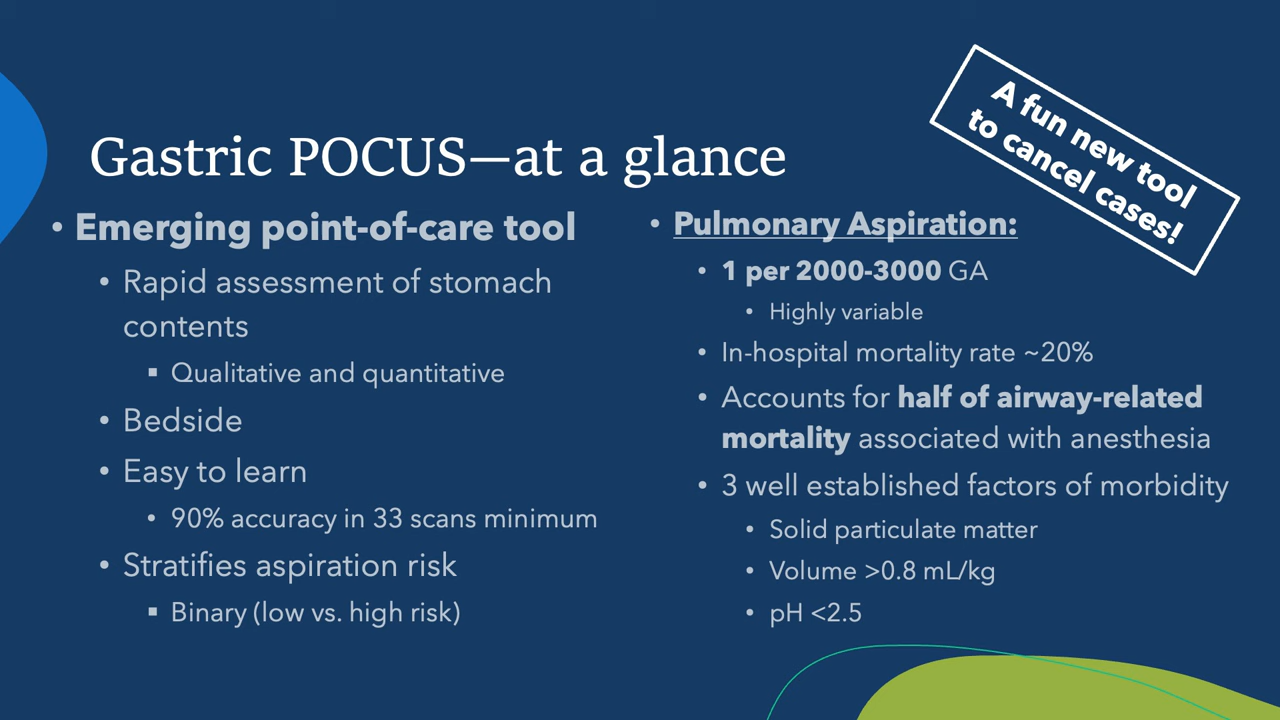 A fun new tool
to cancel cases!
Gastric POCUS—at a glance
• Emerging point-of-care tool
• Rapid assessment of stomach
contents
▪ Qualitative and quantitative
• Bedside
• Easy to learn
• 90% accuracy in 33 scans minimum
• Stratifies aspiration risk
▪ Binary (low vs. high risk)
• Pulmonary Aspiration:
• 1 per 2000-3000 GA
• Highly variable
• In-hospital mortality rate ~20%
• Accounts for half of airway-related
mortality associated with anesthesia
• 3 well established factors of morbidity
• Solid particulate matter
• Volume >0.8 mL/kg
• pH <2.5